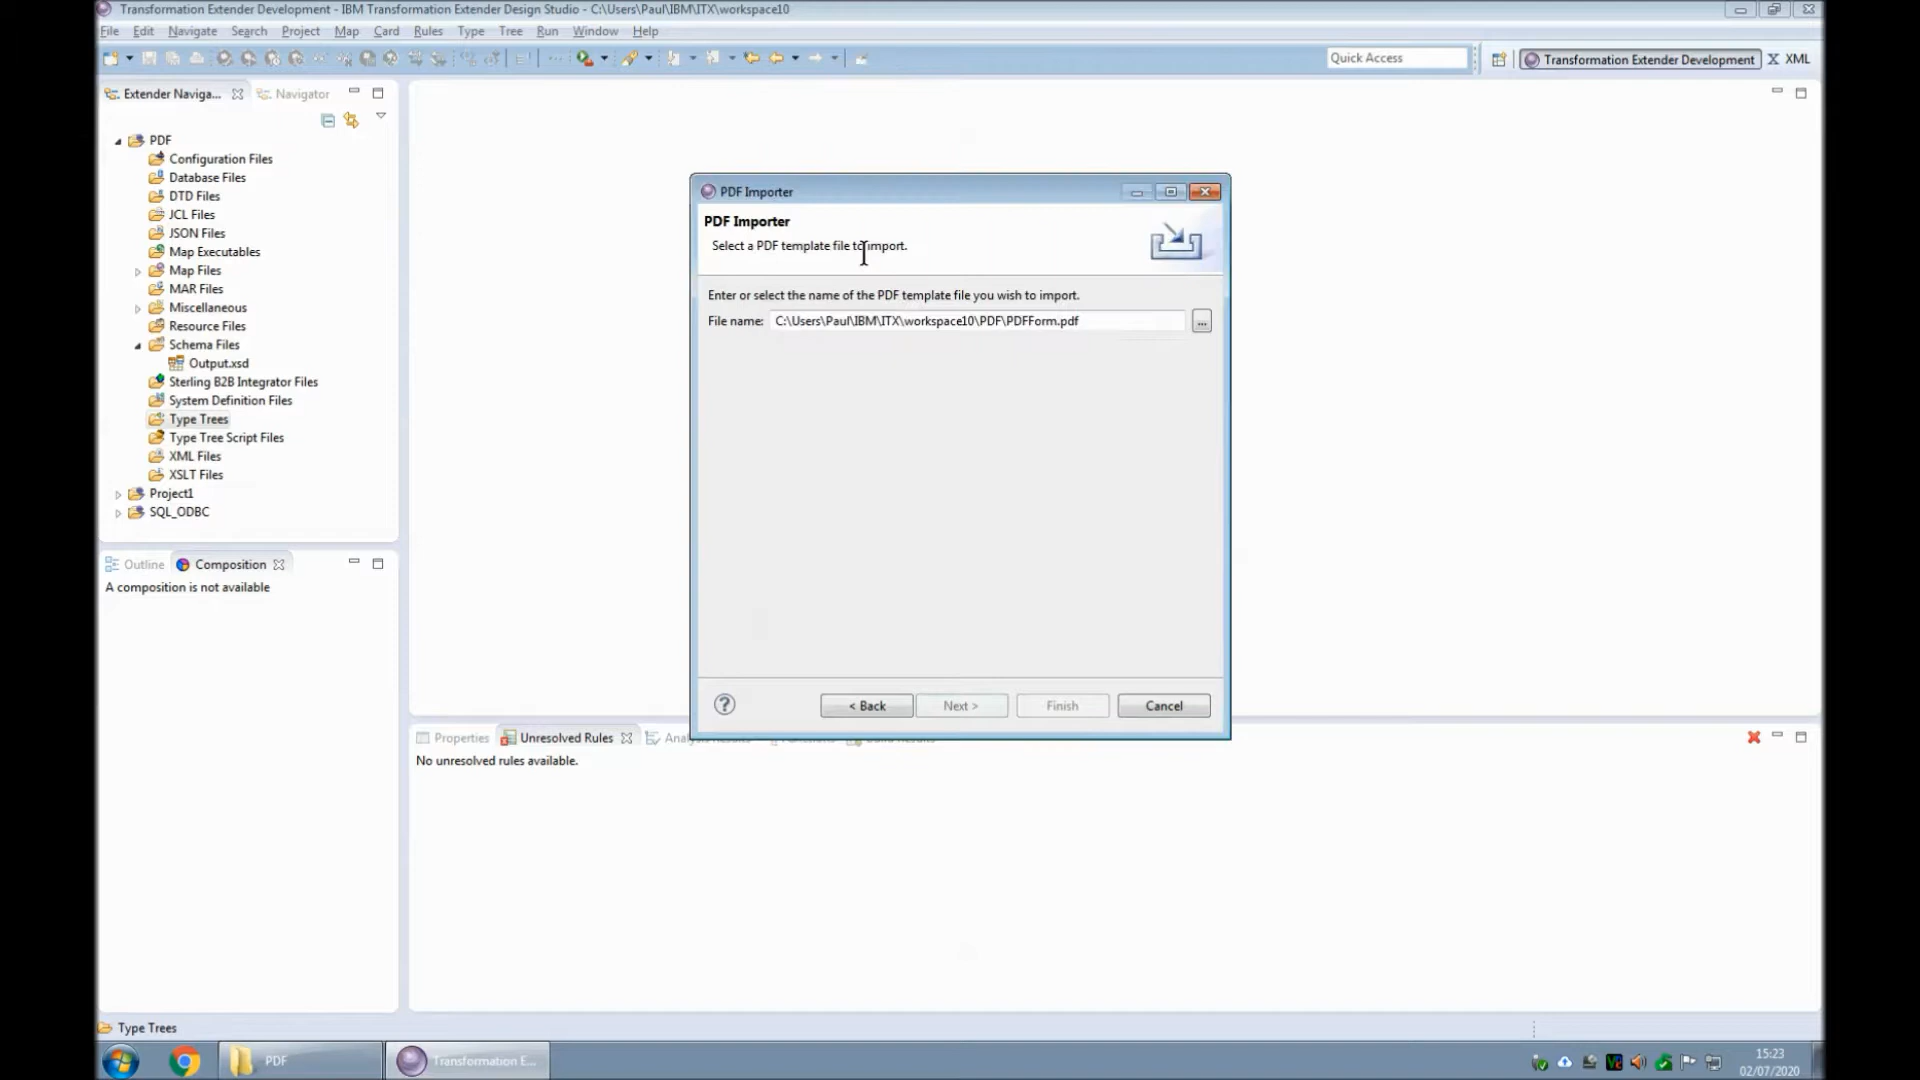 Transformation Extender Development - IBM Transformation Extender Design Studio - C:\Users\Paul\IBM\ITX\workspace10
File Edit Navigate Search Project Map Card Rules Type Tree Run Window Help
Quick Access
Transformation Extender Development
XML
Extender Naviga...
Navigator
PDF
Configuration Files
Database Files
DTD Files
JCL Files
JSON Files
Map Executables
Map Files
MAR Files
Miscellaneous
Resource Files
Schema Files
Output.xsd
Sterling B2B Integrator Files
System Definition Files
Type Trees
Type Tree Script Files
XML Files
XSLT Files
Project1
SQL_ODBC
Outline
Composition
A composition is not available
PDF Importer
PDF Importer
Select a PDF template file to import.
Enter or select the name of the PDF template file you wish to import.
File name: C:\Users\Paul\IBM\ITX\workspace10\PDF\PDFForm.pdf
...
< Back
Next >
Finish
Cancel
Properties
Unresolved Rules
No unresolved rules available.
Type Trees
PDF
Transformation E...
15:23
02/07/2020